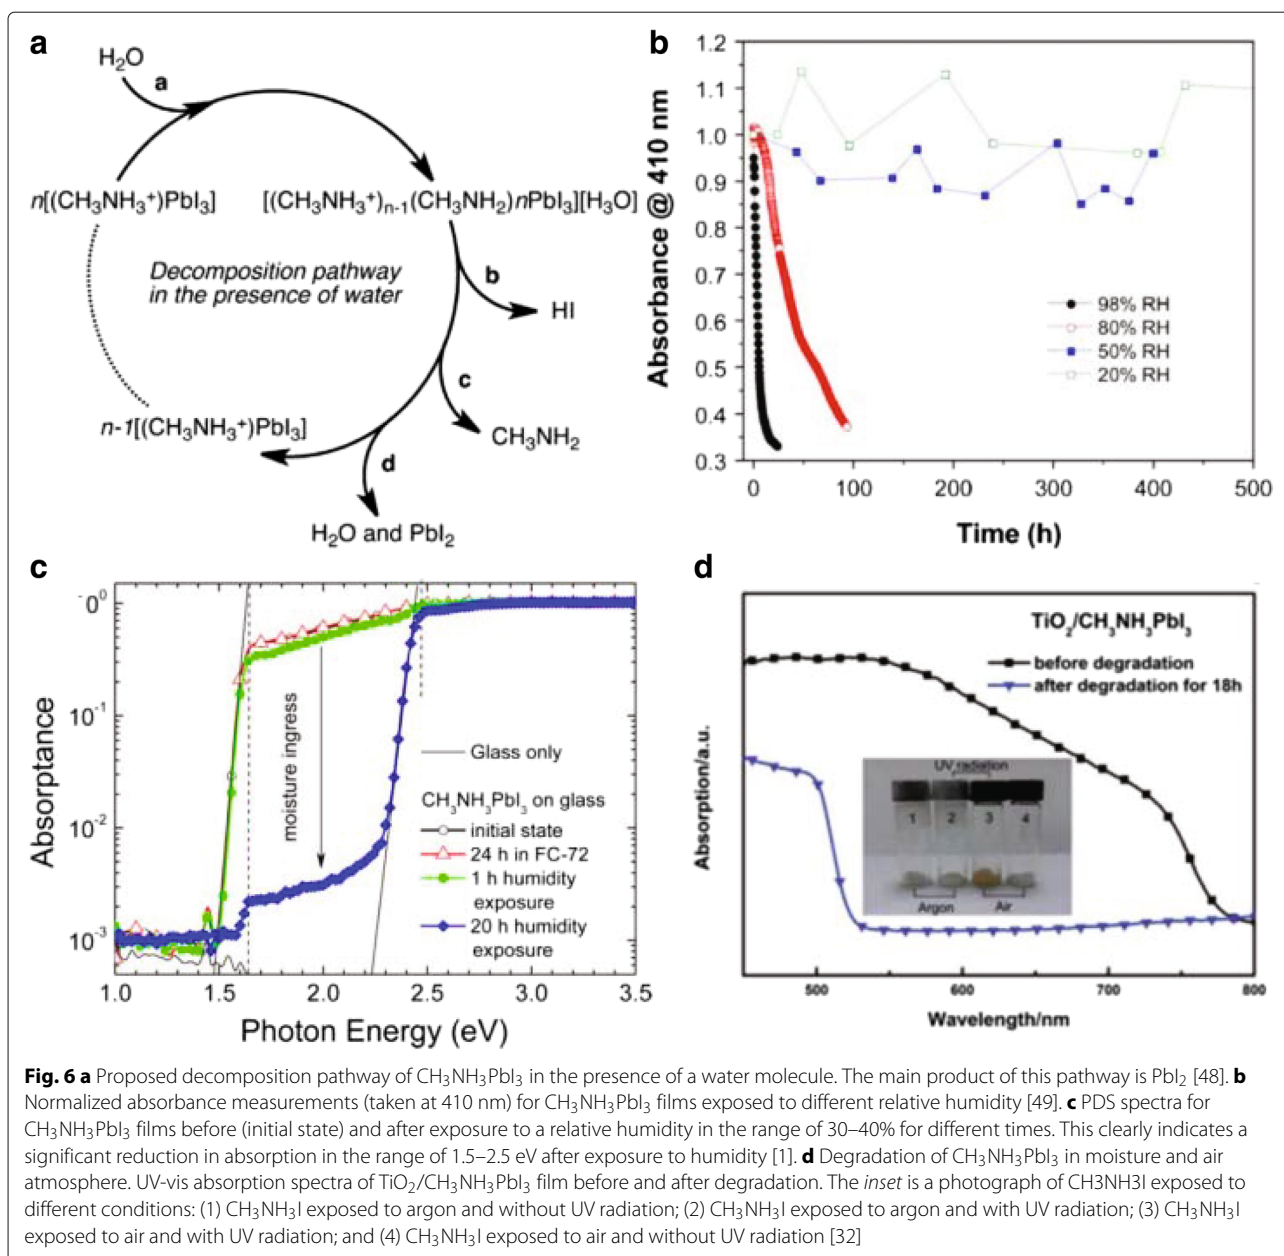 a
H₂O
a
n[(CH₃NH₃⁺)PbI₃]
[(CH₃NH₃⁺)n-1(CH₃NH₂)nPbI₃][H₃O]
Decomposition pathway
in the presence of water
b
HI
c
n-1[(CH₃NH₃⁺)PbI₃]
CH₃NH₂
d
H₂O and PbI₂
b
Absorbance @ 410 nm
1.2
1.1
1.0
0.9
0.8
0.7
0.6
0.5
0.4
0.3
98% RH
80% RH
50% RH
20% RH
0 100 200 300 400 500
Time (h)
c
Absorptance
10⁰
10⁻¹
10⁻²
10⁻³
moisture ingress
Glass only
CH₃NH₃PbI₃ on glass
initial state
24 h in FC-72
1 h humidity
exposure
20 h humidity
exposure
1.0 1.5 2.0 2.5 3.0 3.5
Photon Energy (eV)
d
Absorption/a.u.
TiO₂/CH₃NH₃PbI₃
before degradation
after degradation for 18h
UV radiation
1 2 3 4
Argon Air
500 600 700 800
Wavelength/nm
Fig. 6 a Proposed decomposition pathway of CH₃NH₃PbI₃ in the presence of a water molecule. The main product of this pathway is PbI₂ [48]. b
Normalized absorbance measurements (taken at 410 nm) for CH₃NH₃PbI₃ films exposed to different relative humidity [49]. c PDS spectra for
CH₃NH₃PbI₃ films before (initial state) and after exposure to a relative humidity in the range of 30–40% for different times. This clearly indicates a
significant reduction in absorption in the range of 1.5–2.5 eV after exposure to humidity [1]. d Degradation of CH₃NH₃PbI₃ in moisture and air
atmosphere. UV-vis absorption spectra of TiO₂/CH₃NH₃PbI₃ film before and after degradation. The inset is a photograph of CH3NH3I exposed to
different conditions: (1) CH₃NH₃I exposed to argon and without UV radiation; (2) CH₃NH₃I exposed to argon and with UV radiation; (3) CH₃NH₃I
exposed to air and with UV radiation; and (4) CH₃NH₃I exposed to air and without UV radiation [32]